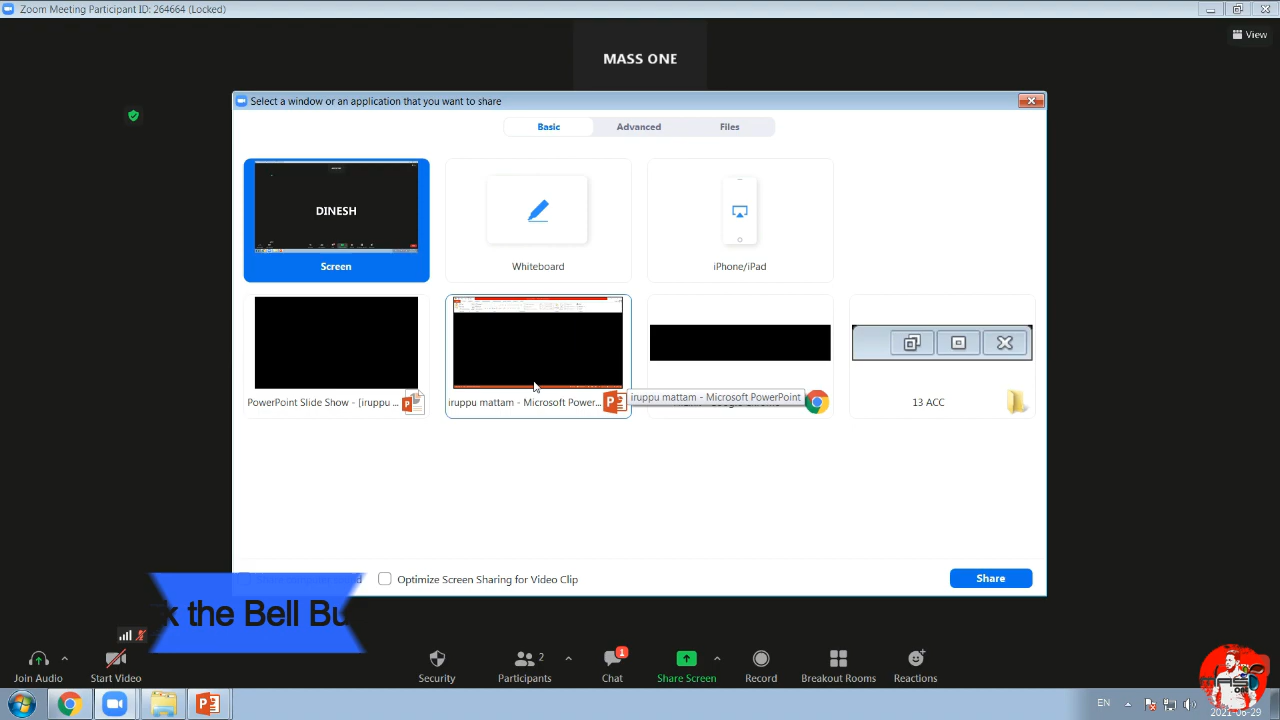 Zoom Meeting Participant ID: 264664 (Locked)
MASS ONE
View
Select a window or an application that you want to share
Basic
Advanced
Files
DINESH
Screen
Whiteboard
iPhone/iPad
PowerPoint Slide Show - [iruppu ...
iruppu mattam - Microsoft Power...
iruppu mattam - Microsoft PowerPoint
13 ACC
Optimize Screen Sharing for Video Clip
Share
k the Bell Bu
Join Audio
Start Video
Security
2
Participants
1
Chat
Share Screen
Record
Breakout Rooms
Reactions
EN
2021-06-29